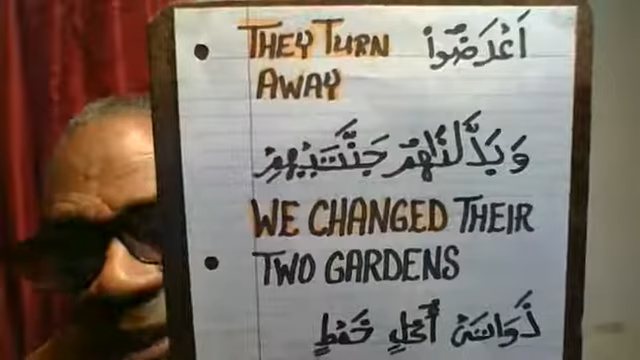 THEY TURN أَعْرَضُوا
AWAY
وَبَدَّلْنَاهُمْ جَنَّتَيْهِمْ
WE CHANGED THEIR
TWO GARDENS
ذَوَاتَىْ أُكُلٍ خَمْطٍ